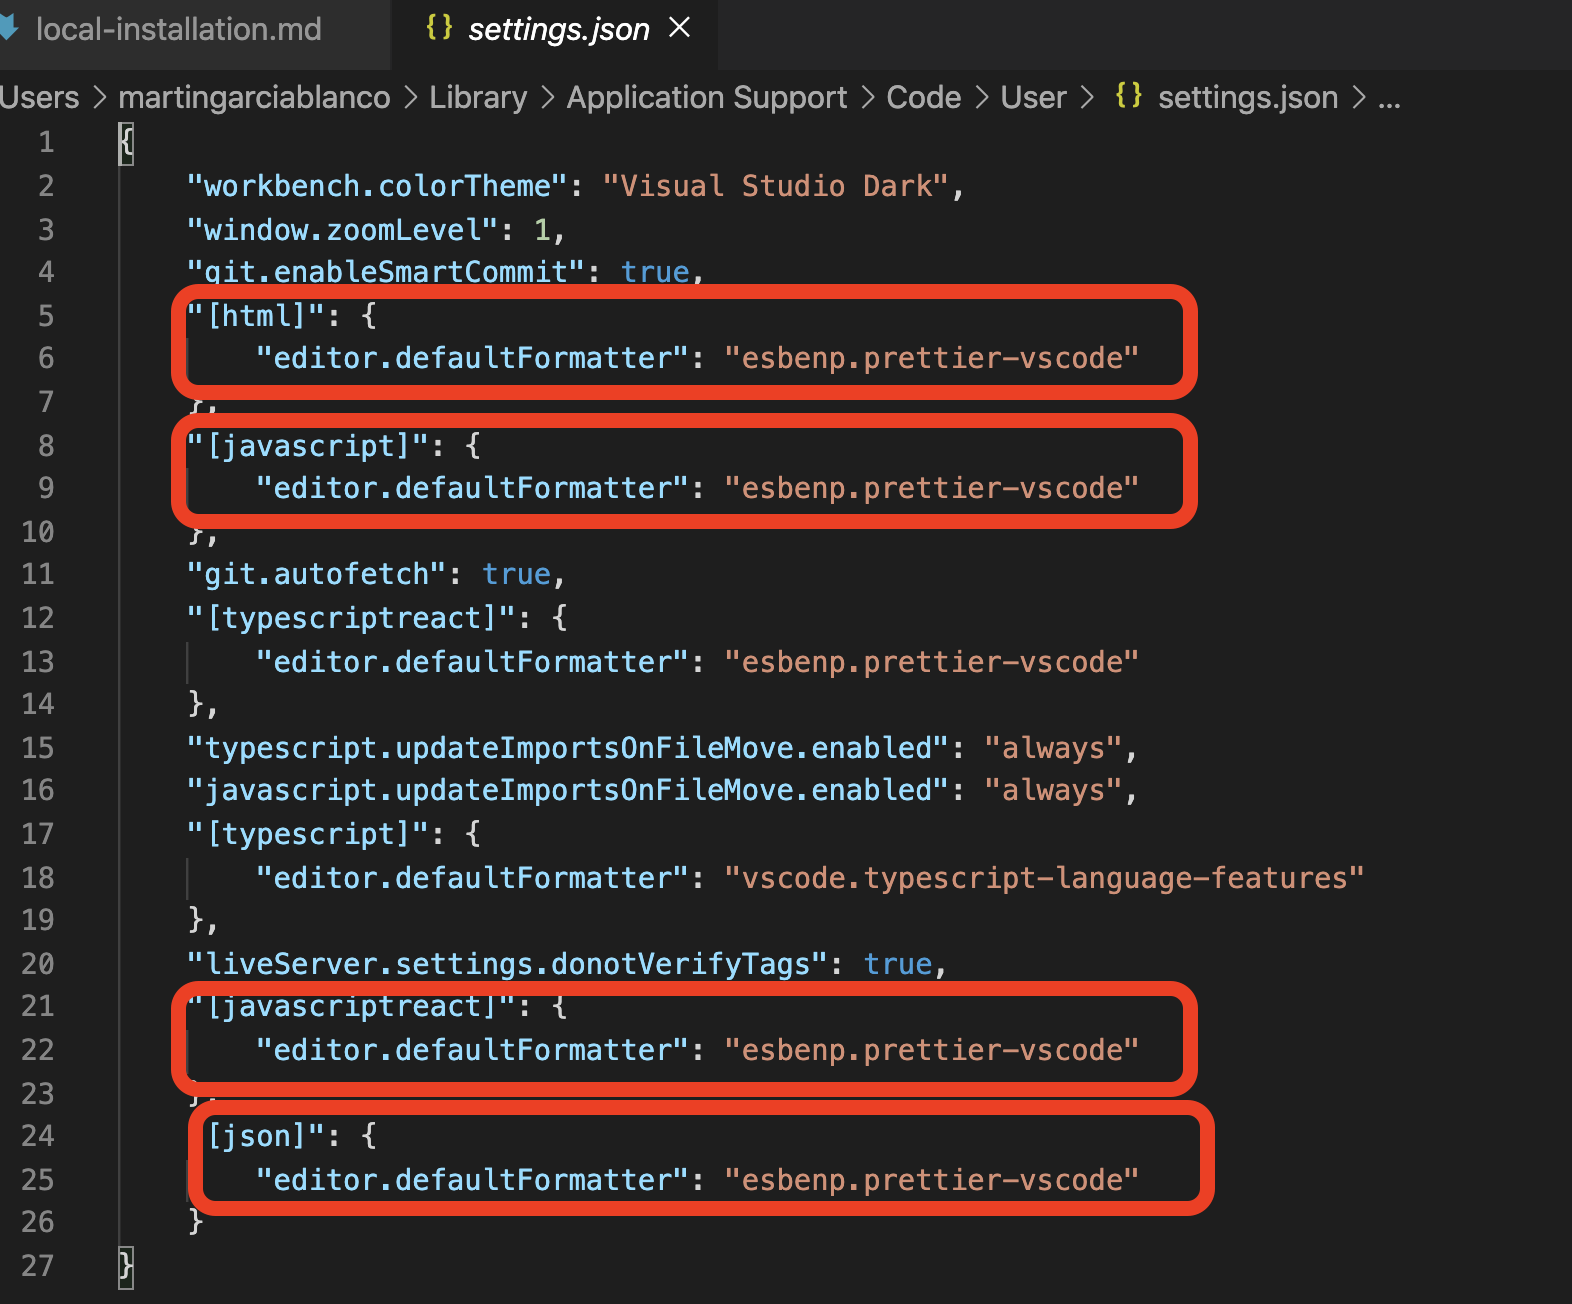 local-installation.md
{} settings.json ×
Users > martingarciablanco > Library > Application Support > Code > User > {} settings.json > ...
1 {
2 "workbench.colorTheme": "Visual Studio Dark",
3 "window.zoomLevel": 1,
4 "git.enableSmartCommit": true,
5 "[html]": {
6 "editor.defaultFormatter": "esbenp.prettier-vscode"
7 },
8 "[javascript]": {
9 "editor.defaultFormatter": "esbenp.prettier-vscode"
10 },
11 "git.autofetch": true,
12 "[typescriptreact]": {
13 "editor.defaultFormatter": "esbenp.prettier-vscode"
14 },
15 "typescript.updateImportsOnFileMove.enabled": "always",
16 "javascript.updateImportsOnFileMove.enabled": "always",
17 "[typescript]": {
18 "editor.defaultFormatter": "vscode.typescript-language-features"
19 },
20 "liveServer.settings.donotVerifyTags": true,
21 "[javascriptreact]": {
22 "editor.defaultFormatter": "esbenp.prettier-vscode"
23 },
24 [json]": {
25 "editor.defaultFormatter": "esbenp.prettier-vscode"
26 }
27 }